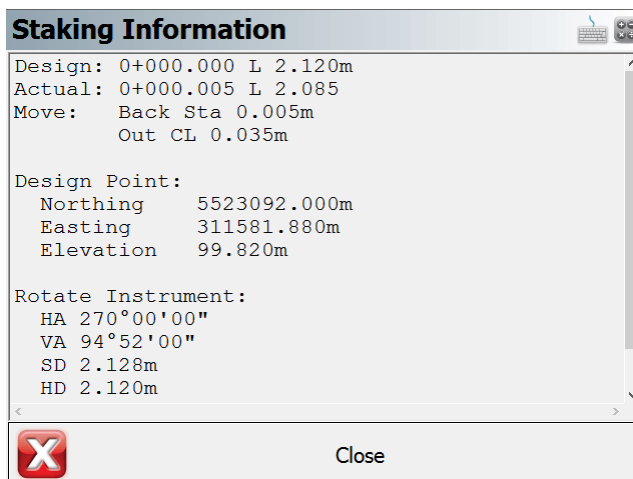 Staking Information
Design: 0+000.000 L 2.120m
Actual: 0+000.005 L 2.085
Move: Back Sta 0.005m
Out CL 0.035m
Design Point:
Northing 5523092.000m
Easting 311581.880m
Elevation 99.820m
Rotate Instrument:
HA 270°00'00"
VA 94°52'00"
SD 2.128m
HD 2.120m
Close